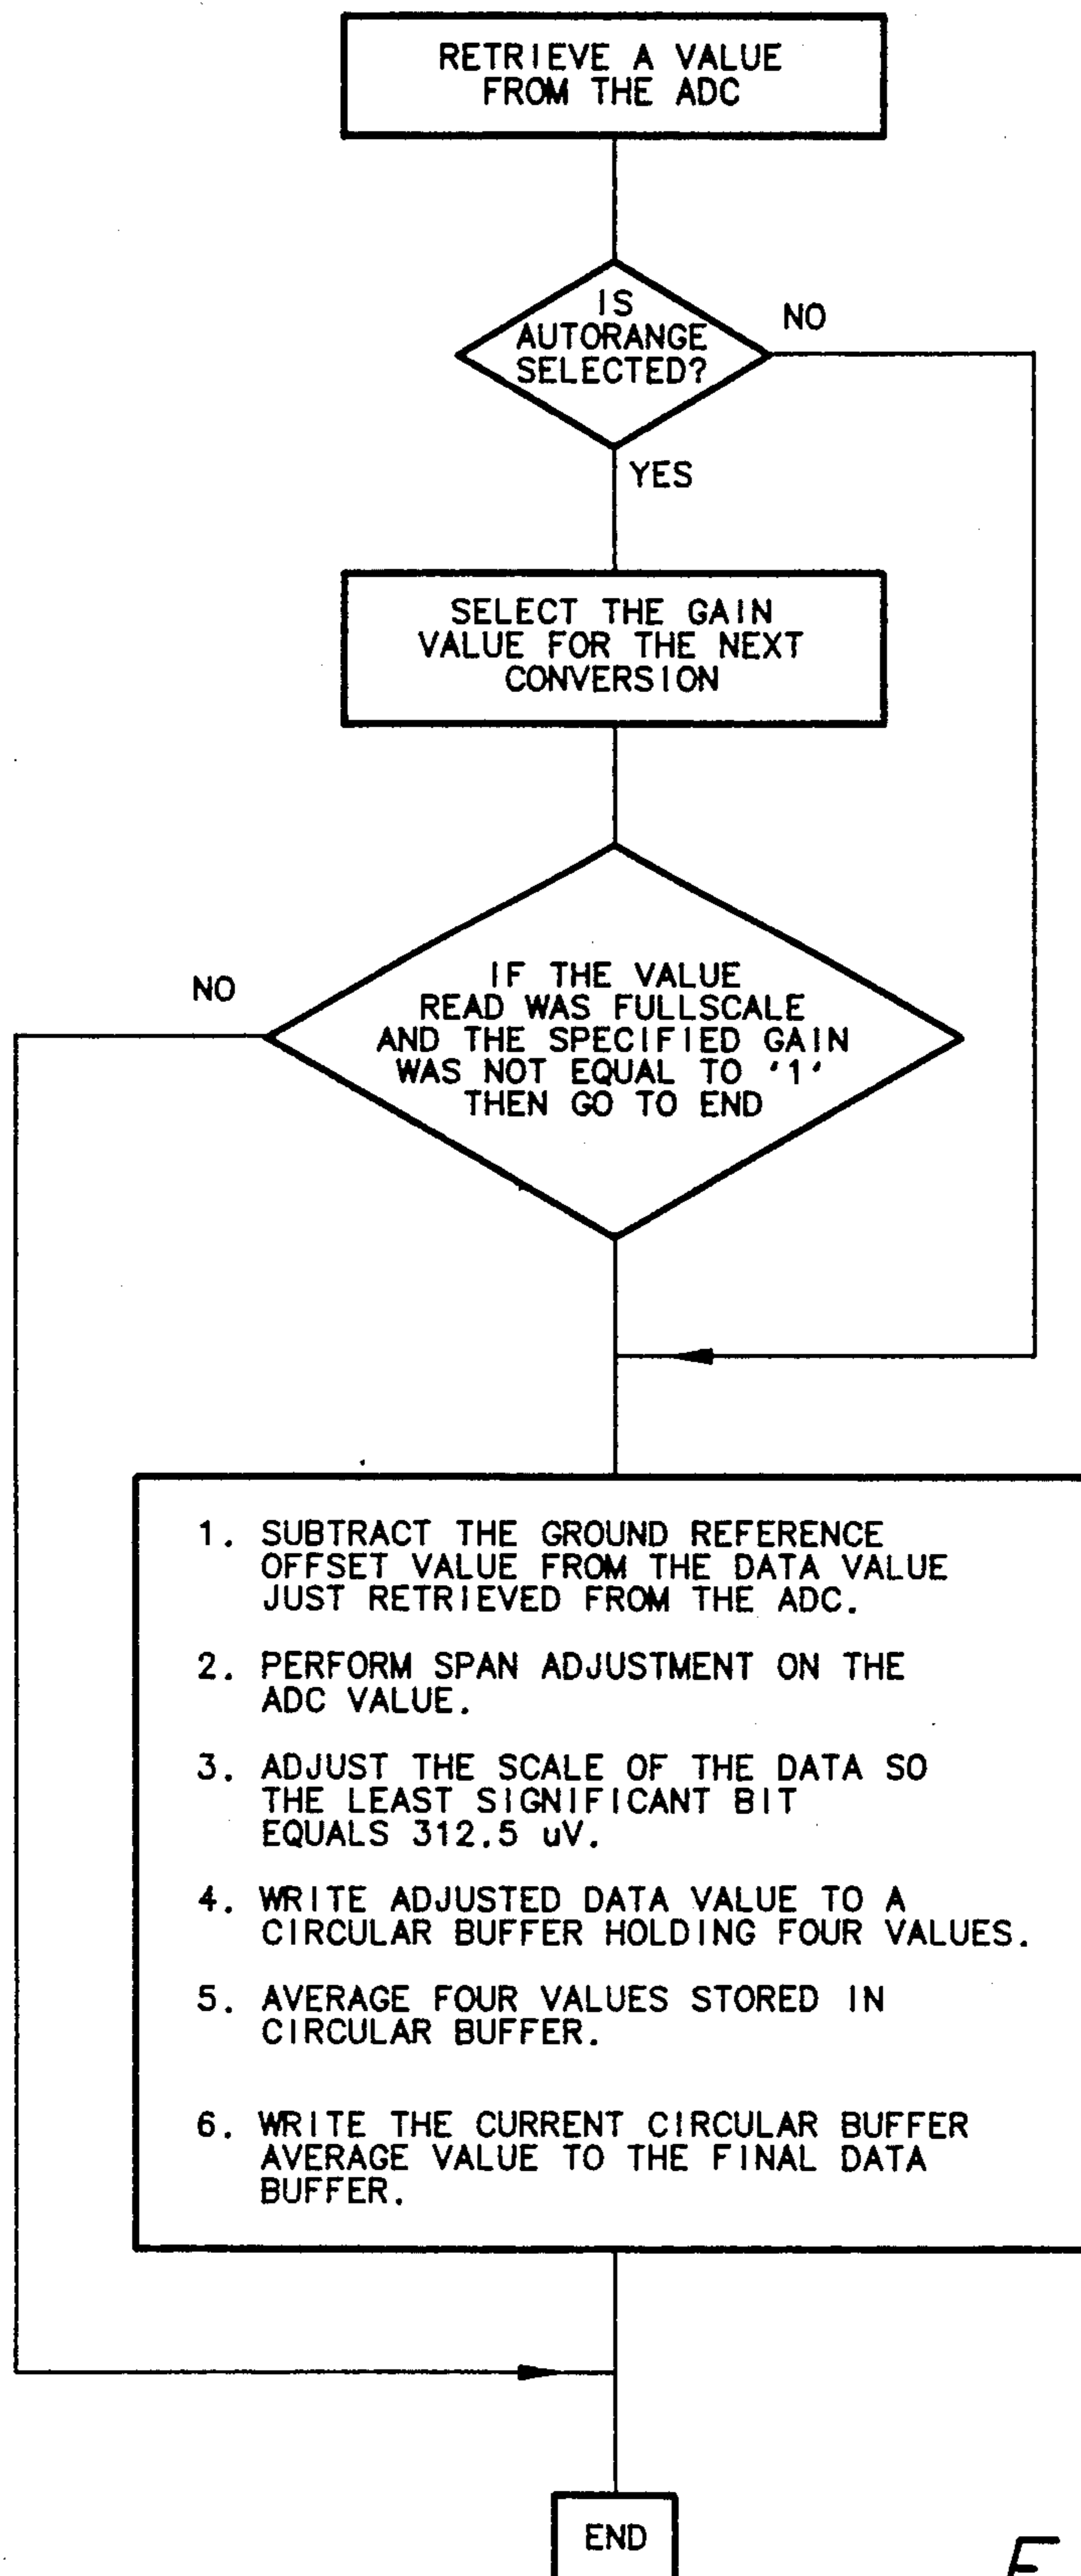 RETRIEVE A VALUE
FROM THE ADC
IS
AUTORANGE
SELECTED?
NO
YES
SELECT THE GAIN
VALUE FOR THE NEXT
CONVERSION
NO
IF THE VALUE
READ WAS FULLSCALE
AND THE SPECIFIED GAIN
WAS NOT EQUAL TO '1'
THEN GO TO END
1. SUBTRACT THE GROUND REFERENCE
OFFSET VALUE FROM THE DATA VALUE
JUST RETRIEVED FROM THE ADC.
2. PERFORM SPAN ADJUSTMENT ON THE
ADC VALUE.
3. ADJUST THE SCALE OF THE DATA SO
THE LEAST SIGNIFICANT BIT
EQUALS 312.5 uV.
4. WRITE ADJUSTED DATA VALUE TO A
CIRCULAR BUFFER HOLDING FOUR VALUES.
5. AVERAGE FOUR VALUES STORED IN
CIRCULAR BUFFER.
6. WRITE THE CURRENT CIRCULAR BUFFER
AVERAGE VALUE TO THE FINAL DATA
BUFFER.
END